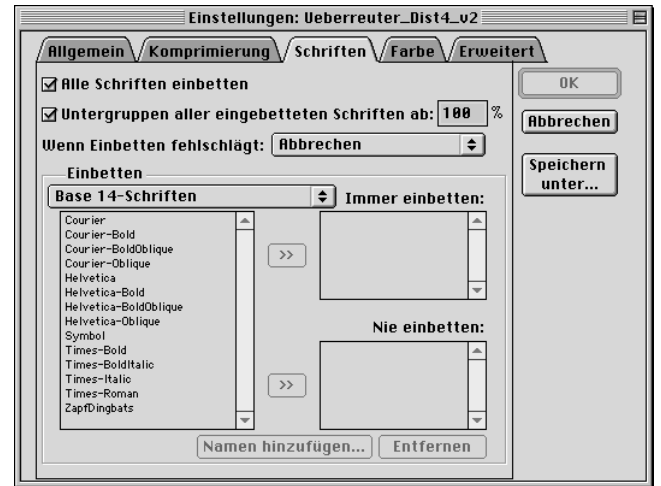 Einstellungen: Ueberreuter_Dist4_v2
Allgemein Komprimierung Schriften Farbe Erweitert
Alle Schriften einbetten
Untergruppen aller eingebetteten Schriften ab: 100 %
Wenn Einbetten fehlschlägt: Abbrechen
Einbetten
Base 14-Schriften
Courier
Courier-Bold
Courier-BoldOblique
Courier-Oblique
Helvetica
Helvetica-Bold
Helvetica-BoldOblique
Helvetica-Oblique
Symbol
Times-Bold
Times-BoldItalic
Times-Italic
Times-Roman
ZapfDingbats
>>
>>
Immer einbetten:
Nie einbetten:
Namen hinzufügen... Entfernen
OK
Abbrechen
Speichern
unter...